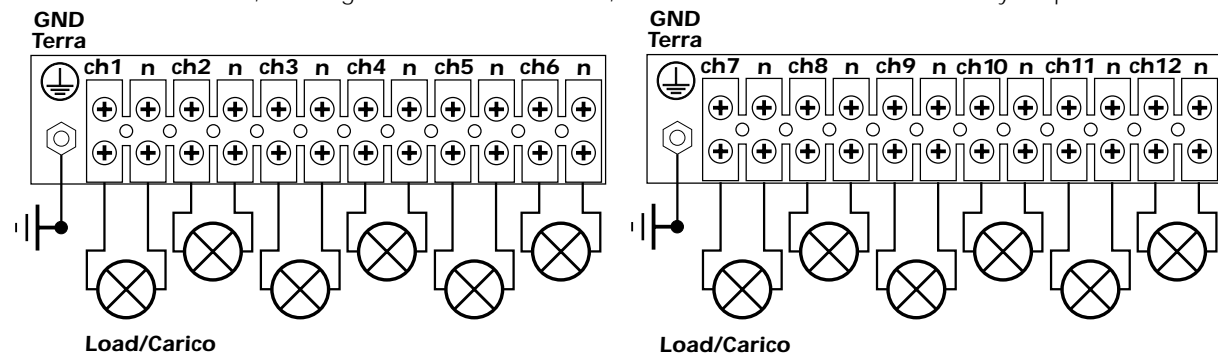 GND
Terra
ch1 n ch2 n ch3 n ch4 n ch5 n ch6 n
Load/Carico
GND
Terra
ch7 n ch8 n ch9 n ch10 n ch11 n ch12 n
Load/Carico